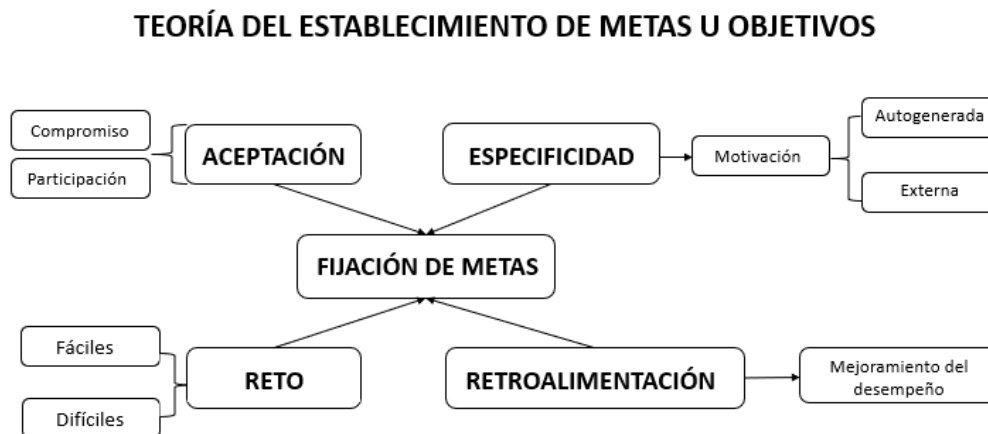 TEORÍA DEL ESTABLECIMIENTO DE METAS U OBJETIVOS
Compromiso
Participación
ACEPTACIÓN
ESPECIFICIDAD
Motivación
Autogenerada
Externa
FIJACIÓN DE METAS
Fáciles
Difíciles
RETO
RETROALIMENTACIÓN
Mejoramiento del
desempeño